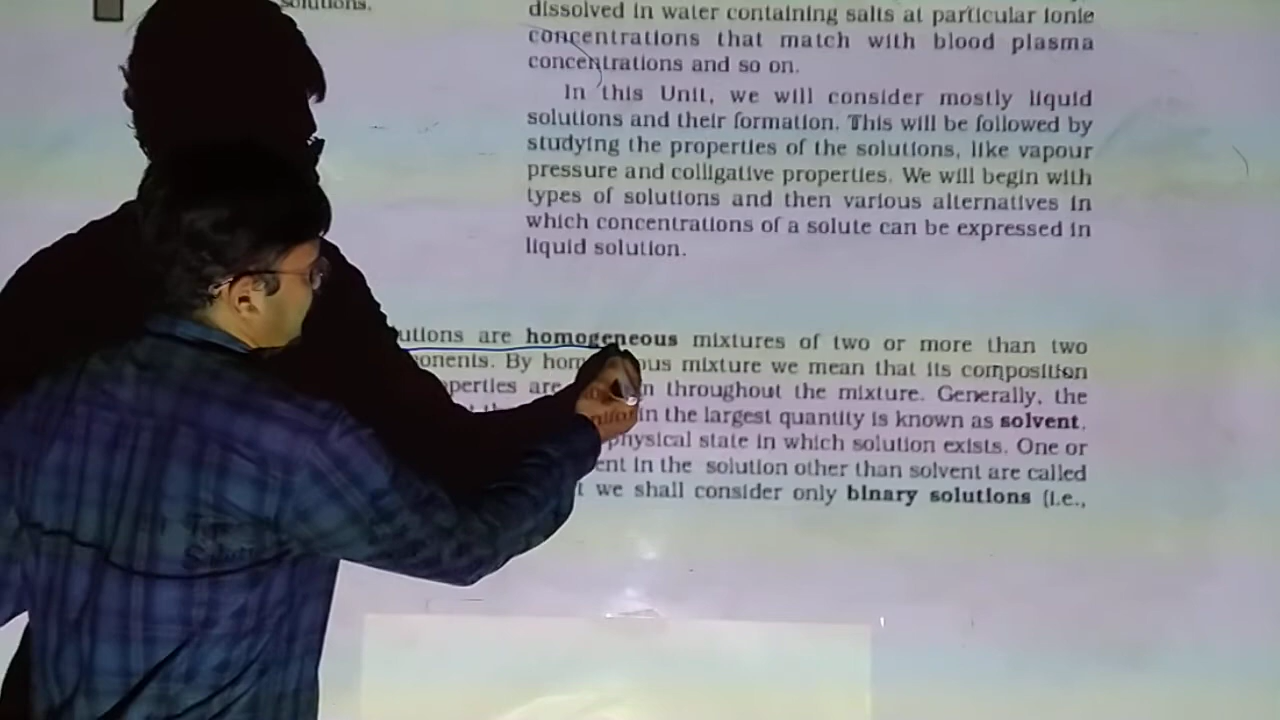 solutions.
dissolved in water containing salts at particular ionic
concentrations that match with blood plasma
concentrations and so on.
In this Unit, we will consider mostly liquid
solutions and their formation. This will be followed by
studying the properties of the solutions, like vapour
pressure and colligative properties. We will begin with
types of solutions and then various alternatives in
which concentrations of a solute can be expressed in
liquid solution.
utions are homogeneous mixtures of two or more than two
onents. By hom ous mixture we mean that its composition
perties are throughout the mixture. Generally, the
in the largest quantity is known as solvent.
physical state in which solution exists. One or
ent in the solution other than solvent are called
we shall consider only binary solutions (i.e.,